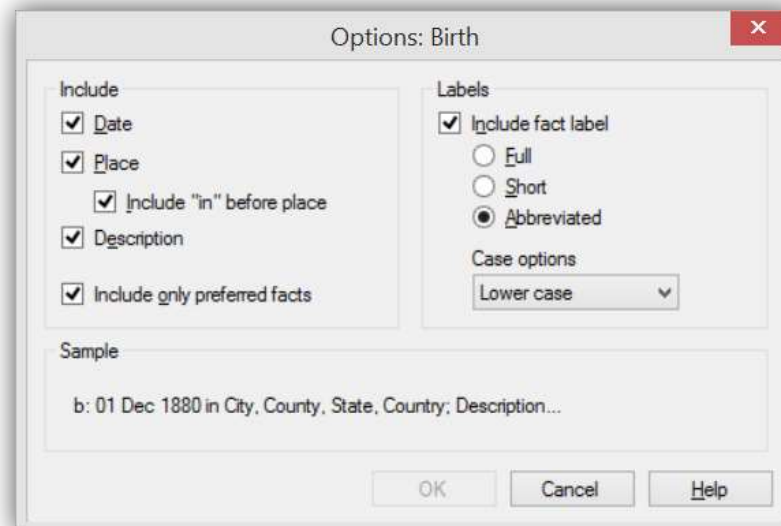 Options: Birth
Include
Date
Place
Include "in" before place
Description
Include only preferred facts
Labels
Include fact label
Full
Short
Abbreviated
Case options
Lower case
Sample
b: 01 Dec 1880 in City, County, State, Country; Description...
OK
Cancel
Help